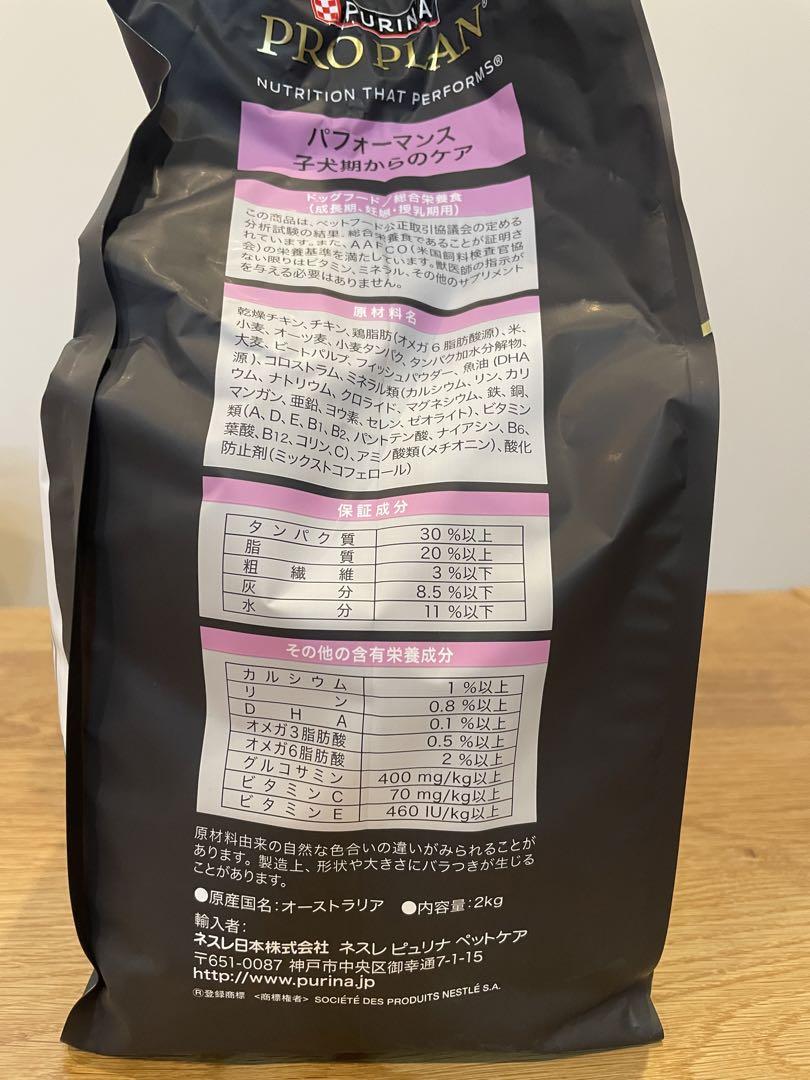 PURINA
PRO PLAN®
NUTRITION THAT PERFORMS®
パフォーマンス
子犬期からのケア
ドッグフード/総合栄養食
(成長期、妊娠・授乳期用)
この商品は、ペットフード公正取引協議会の定める
分析試験の結果、総合栄養食であることが証明さ
れています。また、AAFCO(米国飼料検査官協
会)の栄養基準を満たしています。獣医師の指示が
ない限りはビタミン、ミネラル、その他のサプリメント
を与える必要はありません。
原材料名
乾燥チキン、チキン、鶏脂肪(オメガ6脂肪酸源)、米、
小麦、オーツ麦、小麦タンパク、タンパク加水分解物、
大麦、ビートパルプ、フィッシュパウダー、魚油(DHA
源)、コロストラム、ミネラル類(カルシウム、リン、カリ
ウム、ナトリウム、クロライド、マグネシウム、鉄、銅、
マンガン、亜鉛、ヨウ素、セレン、ゼオライト)、ビタミン
類(A、D、E、B1、B2、パントテン酸、ナイアシン、B6、
葉酸、B12、コリン、C)、アミノ酸類(メチオニン)、酸化
防止剤(ミックストコフェロール)
保証成分
タンパク質 30 %以上
脂質 20 %以上
粗繊維 3 %以下
灰分 8.5 %以下
水分 11 %以下
その他の含有栄養成分
カルシウム 1 %以上
リン 0.8 %以上
DHA 0.1 %以上
オメガ3脂肪酸 0.5 %以上
オメガ6脂肪酸 2 %以上
グルコサミン 400 mg/kg以上
ビタミンC 70 mg/kg以上
ビタミンE 460 IU/kg以上
原材料由来の自然な色合いの違いがみられることが
あります。製造上、形状や大きさにバラつきが生じる
ことがあります。
●原産国名:オーストラリア ●内容量:2kg
輸入者:
ネスレ日本株式会社 ネスレ ピュリナ ペットケア
〒651-0087 神戸市中央区御幸通7-1-15
http://www.purina.jp
®登録商標 <商標権者> SOCIÉTÉ DES PRODUITS NESTLÉ S.A.